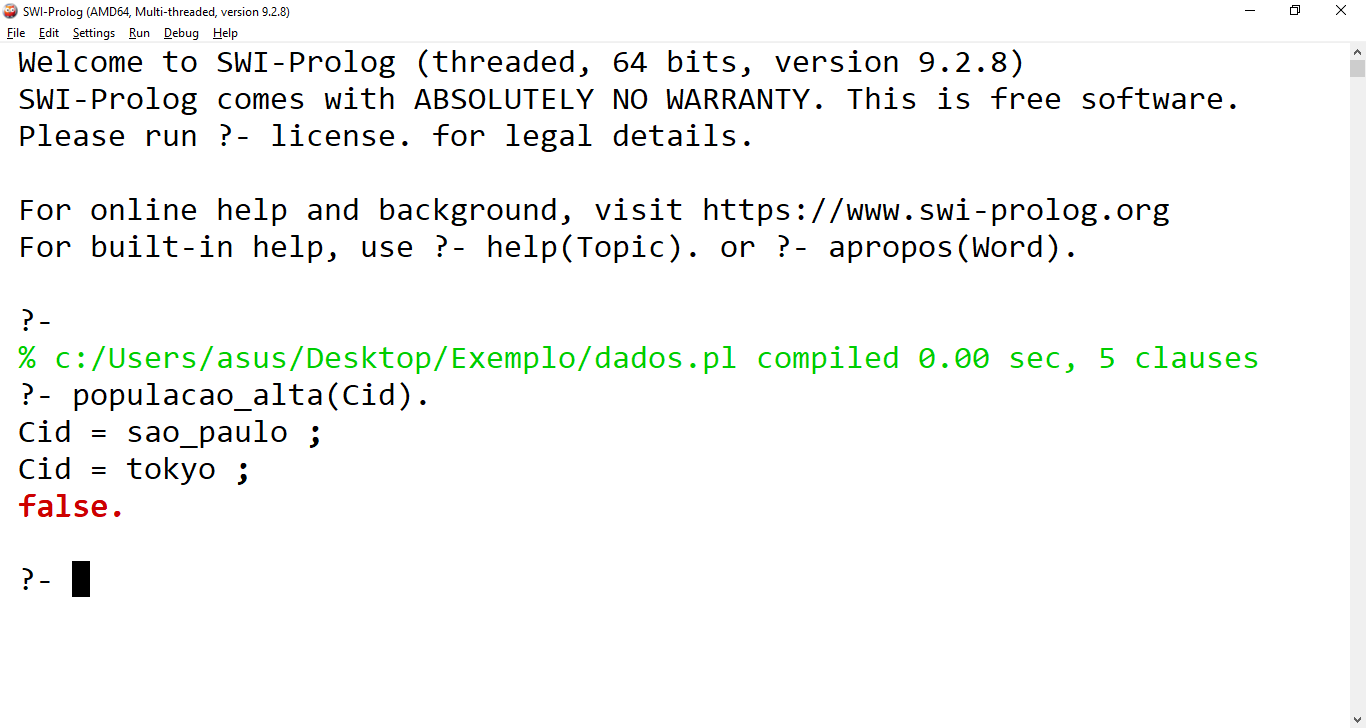 SWI-Prolog (AMD64, Multi-threaded, version 9.2.8)
File Edit Settings Run Debug Help
Welcome to SWI-Prolog (threaded, 64 bits, version 9.2.8)
SWI-Prolog comes with ABSOLUTELY NO WARRANTY. This is free software.
Please run ?- license. for legal details.
For online help and background, visit https://www.swi-prolog.org
For built-in help, use ?- help(Topic). or ?- apropos(Word).
?-
% c:/Users/asus/Desktop/Exemplo/dados.pl compiled 0.00 sec, 5 clauses
?- populacao_alta(Cid).
Cid = sao_paulo ;
Cid = tokyo ;
false.
?-